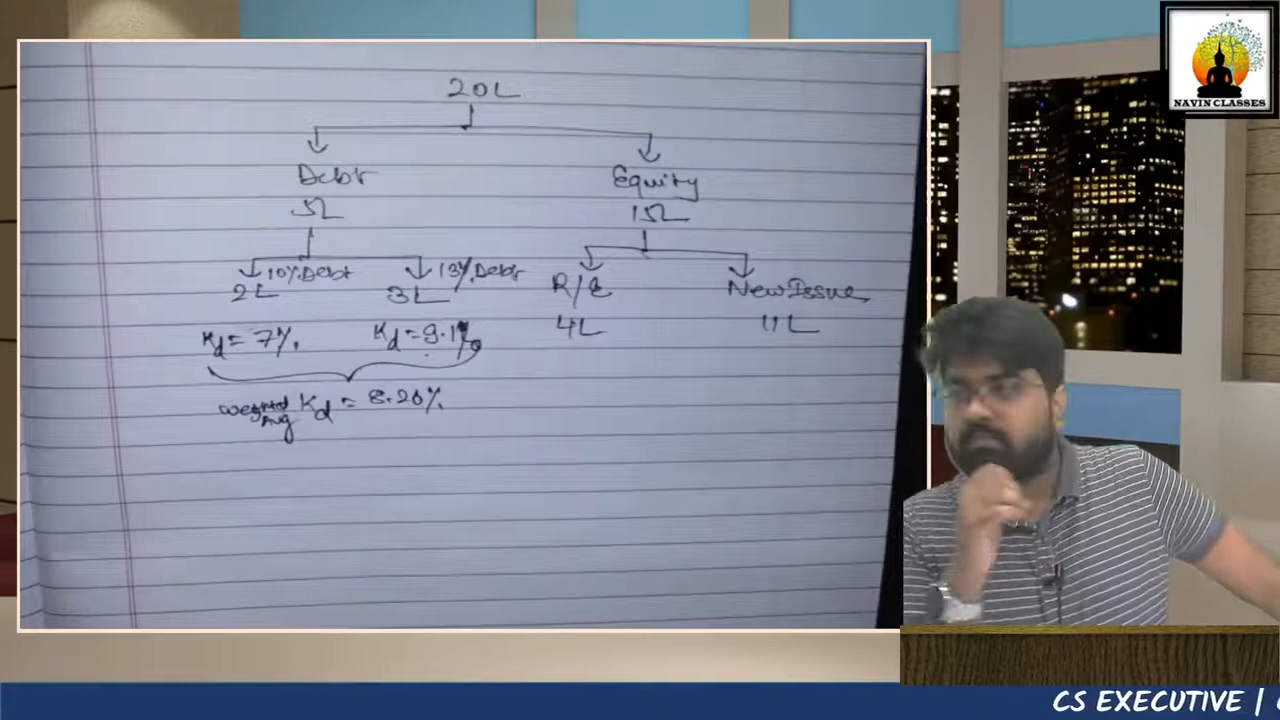 20L
Debt Equity
5L 15L
10% Debt 13% Debt R/E New Issue
2L 3L 4L 11L
Kd = 7% Kd = 9.1%
weighted Avg Kd = 8.26%
NAVIN CLASSES
CS EXECUTIVE |